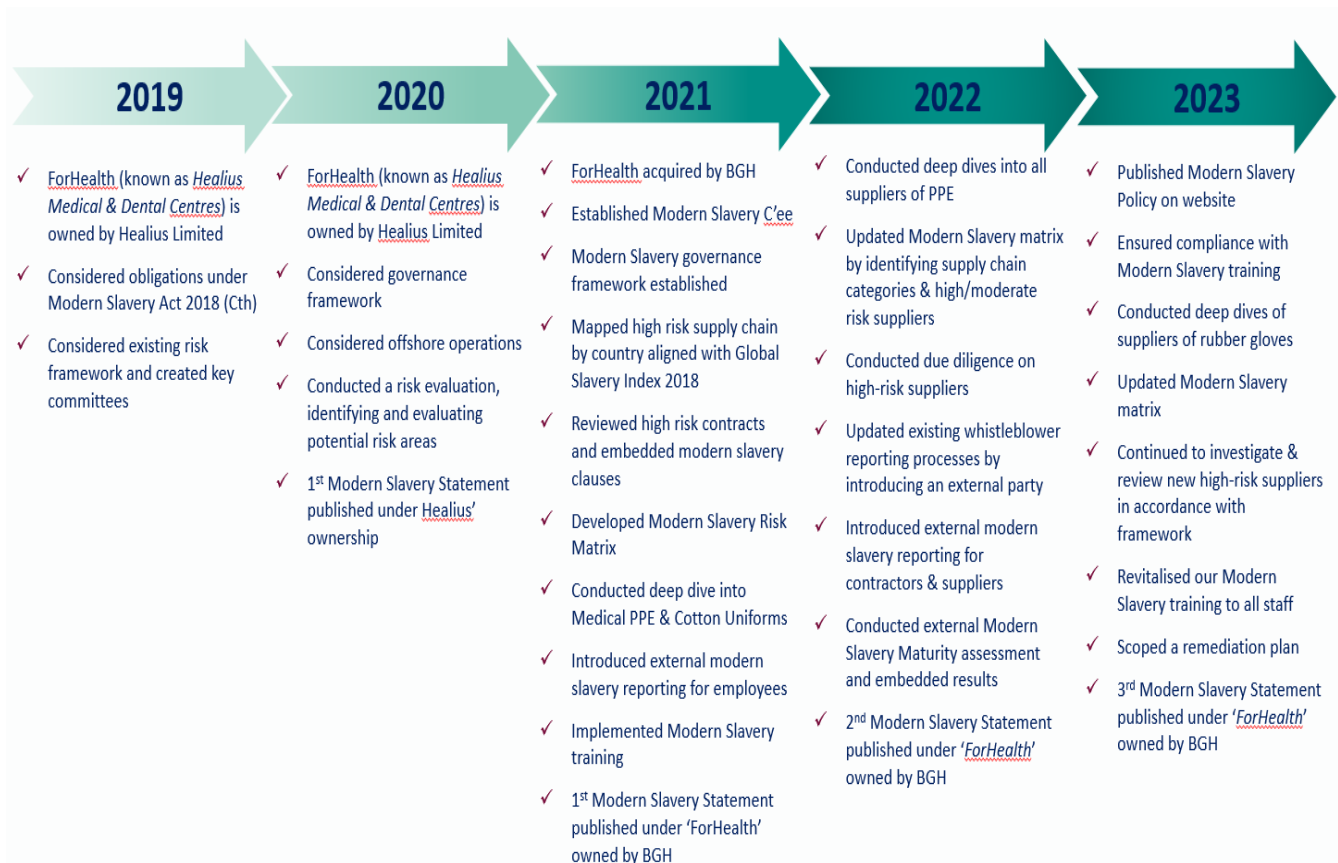 2019
2020
2021
2022
2023
✓ ForHealth (known as Healius
Medical & Dental Centres) is
owned by Healius Limited
✓ Considered obligations under
Modern Slavery Act 2018 (Cth)
✓ Considered existing risk
framework and created key
committees
✓ ForHealth (known as Healius
Medical & Dental Centres) is
owned by Healius Limited
✓ Considered governance
framework
✓ Considered offshore operations
✓ Conducted a risk evaluation,
identifying and evaluating
potential risk areas
✓ 1st Modern Slavery Statement
published under Healius’
ownership
✓ ForHealth acquired by BGH
✓ Established Modern Slavery C’ee
✓ Modern Slavery governance
framework established
✓ Mapped high risk supply chain
by country aligned with Global
Slavery Index 2018
✓ Reviewed high risk contracts
and embedded modern slavery
clauses
✓ Developed Modern Slavery Risk
Matrix
✓ Conducted deep dive into
Medical PPE & Cotton Uniforms
✓ Introduced external modern
slavery reporting for employees
✓ Implemented Modern Slavery
training
✓ 1st Modern Slavery Statement
published under ‘ForHealth’
owned by BGH
✓ Conducted deep dives into all
suppliers of PPE
✓ Updated Modern Slavery matrix
by identifying supply chain
categories & high/moderate
risk suppliers
✓ Conducted due diligence on
high-risk suppliers
✓ Updated existing whistleblower
reporting processes by
introducing an external party
✓ Introduced external modern
slavery reporting for
contractors & suppliers
✓ Conducted external Modern
Slavery Maturity assessment
and embedded results
✓ 2nd Modern Slavery Statement
published under ‘ForHealth’
owned by BGH
✓ Published Modern Slavery
Policy on website
✓ Ensured compliance with
Modern Slavery training
✓ Conducted deep dives of
suppliers of rubber gloves
✓ Updated Modern Slavery
matrix
✓ Continued to investigate &
review new high-risk suppliers
in accordance with
framework
✓ Revitalised our Modern
Slavery training to all staff
✓ Scoped a remediation plan
✓ 3rd Modern Slavery Statement
published under ‘ForHealth’
owned by BGH